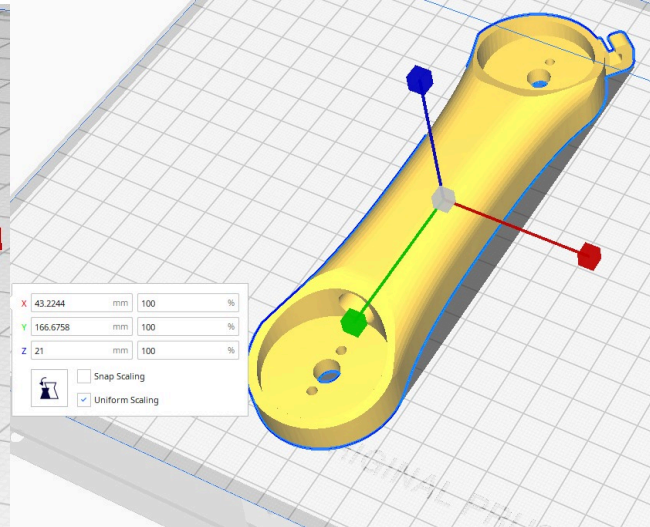 X 43.2244 mm 100 %
Y 166.6758 mm 100 %
Z 21 mm 100 %
Snap Scaling
Uniform Scaling